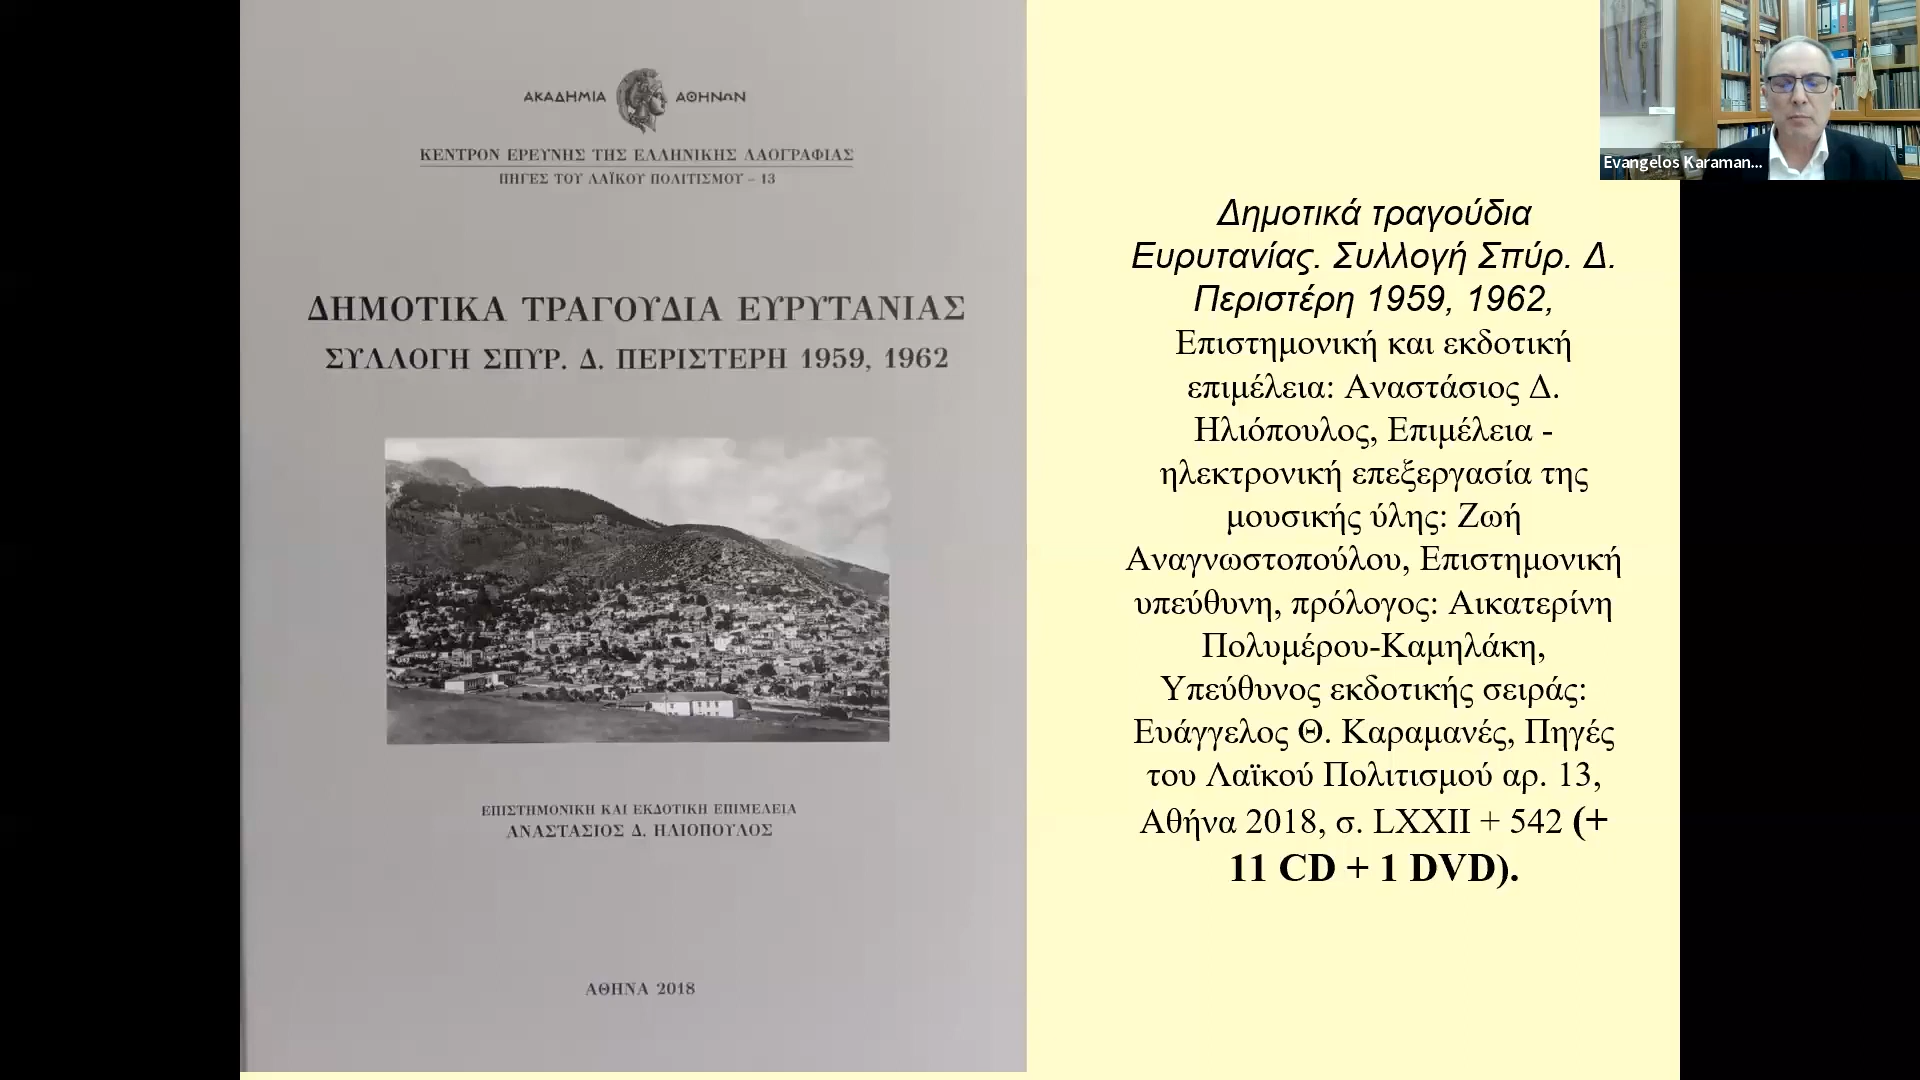 ΑΚΑΔΗΜΙΑ ΑΘΗΝΩΝ
ΚΕΝΤΡΟΝ ΕΡΕΥΝΗΣ ΤΗΣ ΕΛΛΗΝΙΚΗΣ ΛΑΟΓΡΑΦΙΑΣ
ΠΗΓΕΣ ΤΟΥ ΛΑΪΚΟΥ ΠΟΛΙΤΙΣΜΟΥ – 13
ΔΗΜΟΤΙΚΑ ΤΡΑΓΟΥΔΙΑ ΕΥΡΥΤΑΝΙΑΣ
ΣΥΛΛΟΓΗ ΣΠΥΡ. Δ. ΠΕΡΙΣΤΕΡΗ 1959, 1962
ΕΠΙΣΤΗΜΟΝΙΚΗ ΚΑΙ ΕΚΔΟΤΙΚΗ ΕΠΙΜΕΛΕΙΑ
ΑΝΑΣΤΑΣΙΟΣ Δ. ΗΛΙΟΠΟΥΛΟΣ
ΑΘΗΝΑ 2018
Δημοτικά τραγούδια
Ευρυτανίας. Συλλογή Σπύρ. Δ.
Περιστέρη 1959, 1962,
Επιστημονική και εκδοτική
επιμέλεια: Αναστάσιος Δ.
Ηλιόπουλος, Επιμέλεια -
ηλεκτρονική επεξεργασία της
μουσικής ύλης: Ζωή
Αναγνωστοπούλου, Επιστημονική
υπεύθυνη, πρόλογος: Αικατερίνη
Πολυμέρου-Καμηλάκη,
Υπεύθυνος εκδοτικής σειράς:
Ευάγγελος Θ. Καραμανές, Πηγές
του Λαϊκού Πολιτισμού αρ. 13,
Αθήνα 2018, σ. LXXII + 542 (+
11 CD + 1 DVD).
Evangelos Karaman...